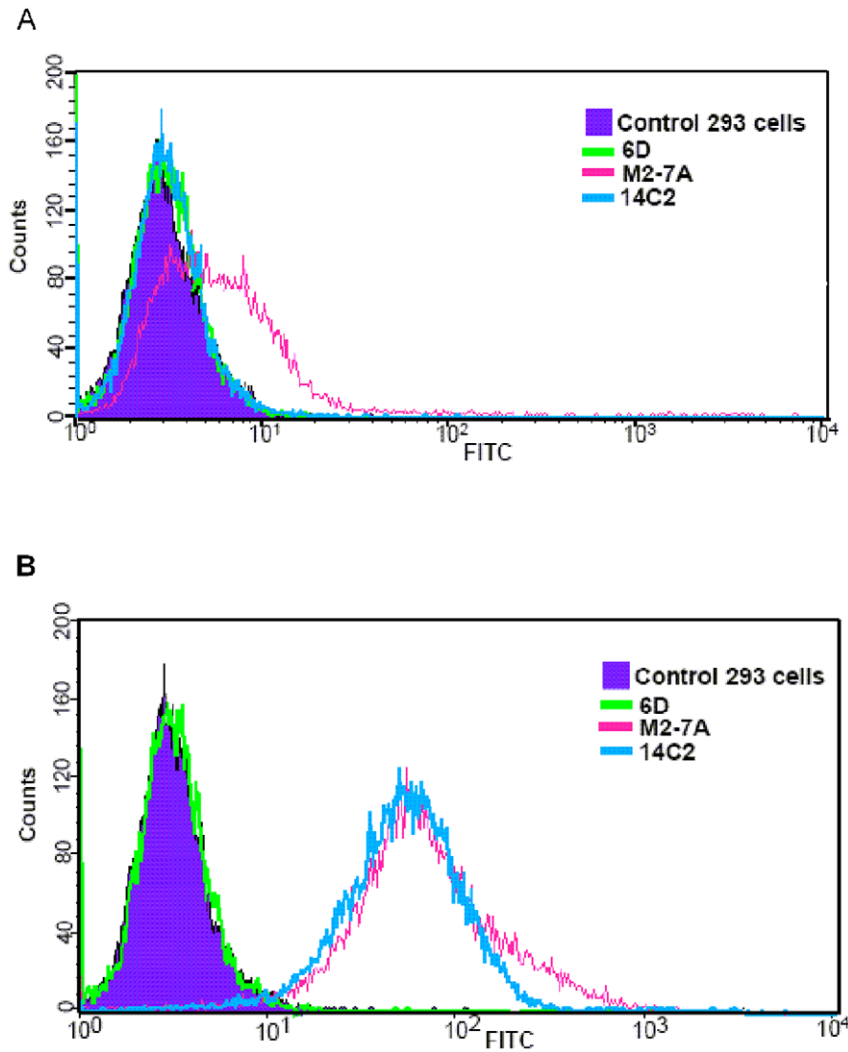 A
200
160
120
80
40
0
Counts
Control 293 cells
6D
M2-7A
14C2
10⁰ 10¹ 10² 10³ 10⁴
FITC
B
200
160
120
80
40
0
Counts
Control 293 cells
6D
M2-7A
14C2
10⁰ 10¹ 10² 10³ 10⁴
FITC